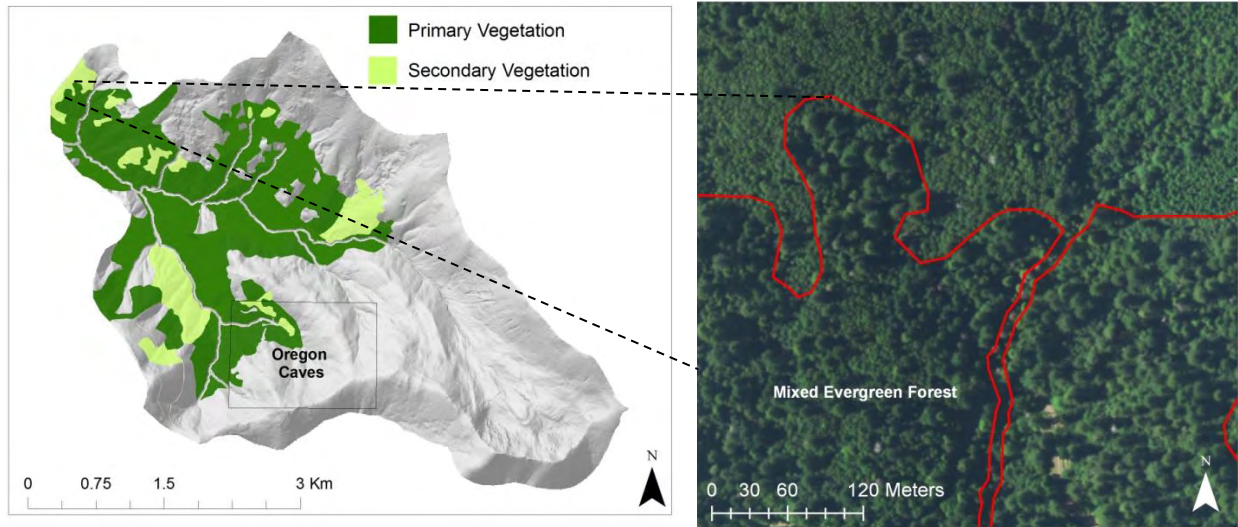 Primary Vegetation
Secondary Vegetation
Oregon
Caves
N
0 0.75 1.5 3 Km
Mixed Evergreen Forest
N
0 30 60 120 Meters